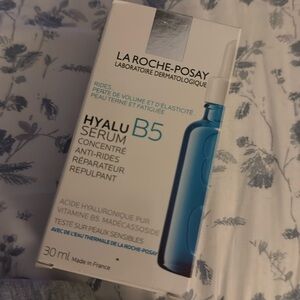 LA ROCHE-POSAY
LABORATOIRE DERMATOLOGIQUE
RIDES,
PERTE DE VOLUME ET D'ÉLASTICITÉ
PEAU TERNE ET FATIGUÉE
HYALU B5
SERUM
CONCENTRÉ
ANTI-RIDES
RÉPARATEUR
REPULPANT
ACIDE HYALURONIQUE PUR
VITAMINE B5. MADÉCASSOSIDE
TESTÉ SUR PEAUX SENSIBLES
AVEC DE L'EAU THERMALE DE LA ROCHE-POSAY
30 ml Made in France